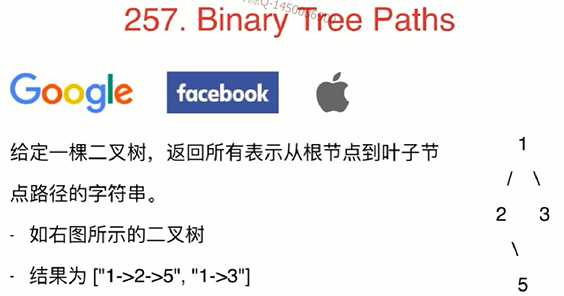 257. Binary Tree Paths
Google
facebook
给定一棵二叉树，返回所有表示从根节点到叶子节
点路径的字符串。
- 如右图所示的二叉树
- 结果为 ["1->2->5", "1->3"]
1
/ \
2 3
\
5